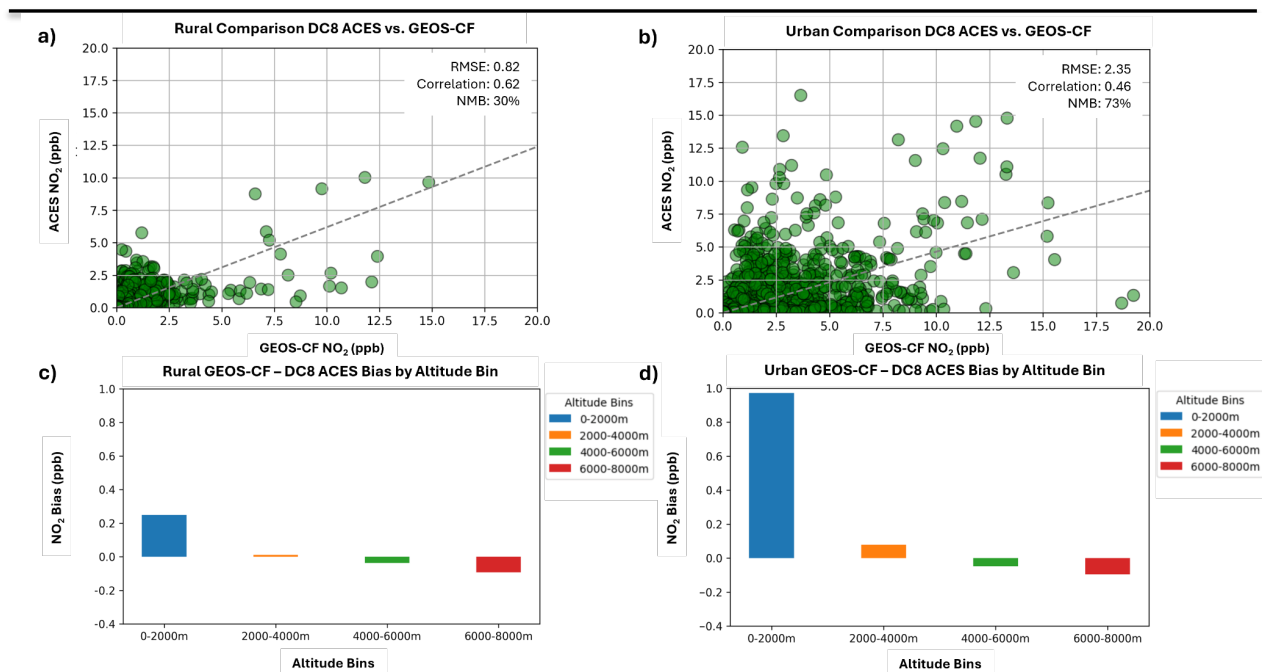 a)
Rural Comparison DC8 ACES vs. GEOS-CF
20.0
17.5
15.0
12.5
10.0
7.5
5.0
2.5
0.0
ACES NO₂ (ppb)
RMSE: 0.82
Correlation: 0.62
NMB: 30%
0.0 2.5 5.0 7.5 10.0 12.5 15.0 17.5 20.0
GEOS-CF NO₂ (ppb)
b)
Urban Comparison DC8 ACES vs. GEOS-CF
20.0
17.5
15.0
12.5
10.0
7.5
5.0
2.5
0.0
ACES NO₂ (ppb)
RMSE: 2.35
Correlation: 0.46
NMB: 73%
0.0 2.5 5.0 7.5 10.0 12.5 15.0 17.5 20.0
GEOS-CF NO₂ (ppb)
c)
Rural GEOS-CF – DC8 ACES Bias by Altitude Bin
1.0
0.8
0.6
0.4
0.2
0.0
-0.2
-0.4
NO₂ Bias (ppb)
Altitude Bins
0-2000m
2000-4000m
4000-6000m
6000-8000m
0-2000m 2000-4000m 4000-6000m 6000-8000m
Altitude Bins
d)
Urban GEOS-CF – DC8 ACES Bias by Altitude Bin
1.0
0.8
0.6
0.4
0.2
0.0
−0.2
−0.4
NO₂ Bias (ppb)
Altitude Bins
0-2000m
2000-4000m
4000-6000m
6000-8000m
0-2000m 2000-4000m 4000-6000m 6000-8000m
Altitude Bins